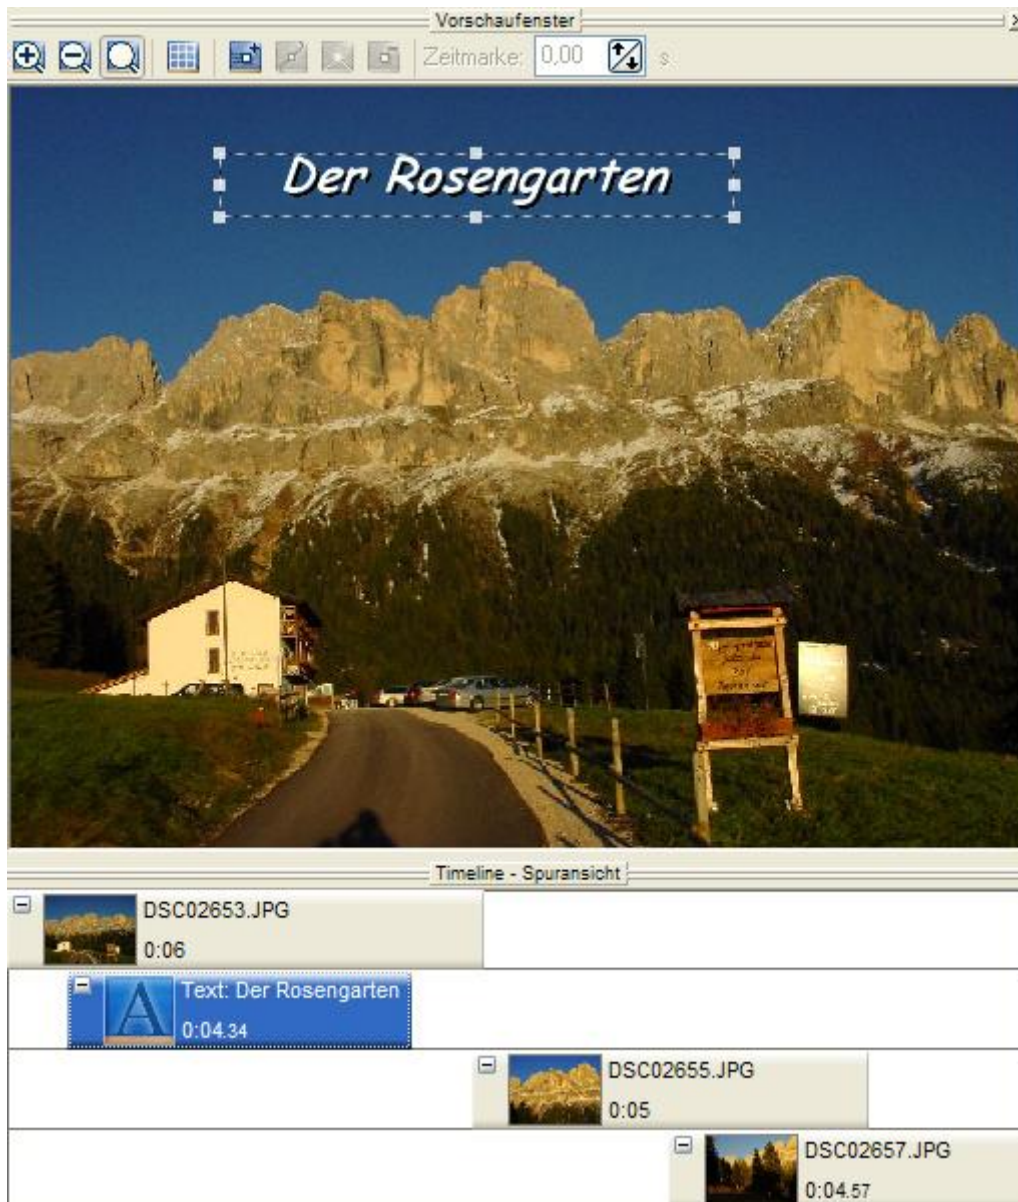 Vorschaufenster
Zeitmarke: 0,00 s
Der Rosengarten
Timeline - Spuransicht
DSC02653.JPG
0:06
A Text: Der Rosengarten
0:04.34
DSC02655.JPG
0:05
DSC02657.JPG
0:04.57